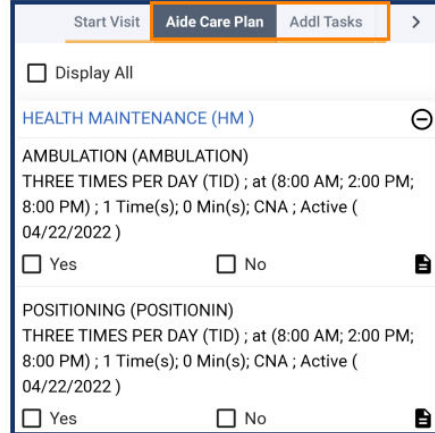 Start Visit Aide Care Plan Addl Tasks >
Display All
HEALTH MAINTENANCE (HM )
AMBULATION (AMBULATION)
THREE TIMES PER DAY (TID) ; at (8:00 AM; 2:00 PM;
8:00 PM) ; 1 Time(s); 0 Min(s); CNA ; Active (
04/22/2022 )
Yes No
POSITIONING (POSITIONIN)
THREE TIMES PER DAY (TID) ; at (8:00 AM; 2:00 PM;
8:00 PM) ; 1 Time(s); 0 Min(s); CNA ; Active (
04/22/2022 )
Yes No